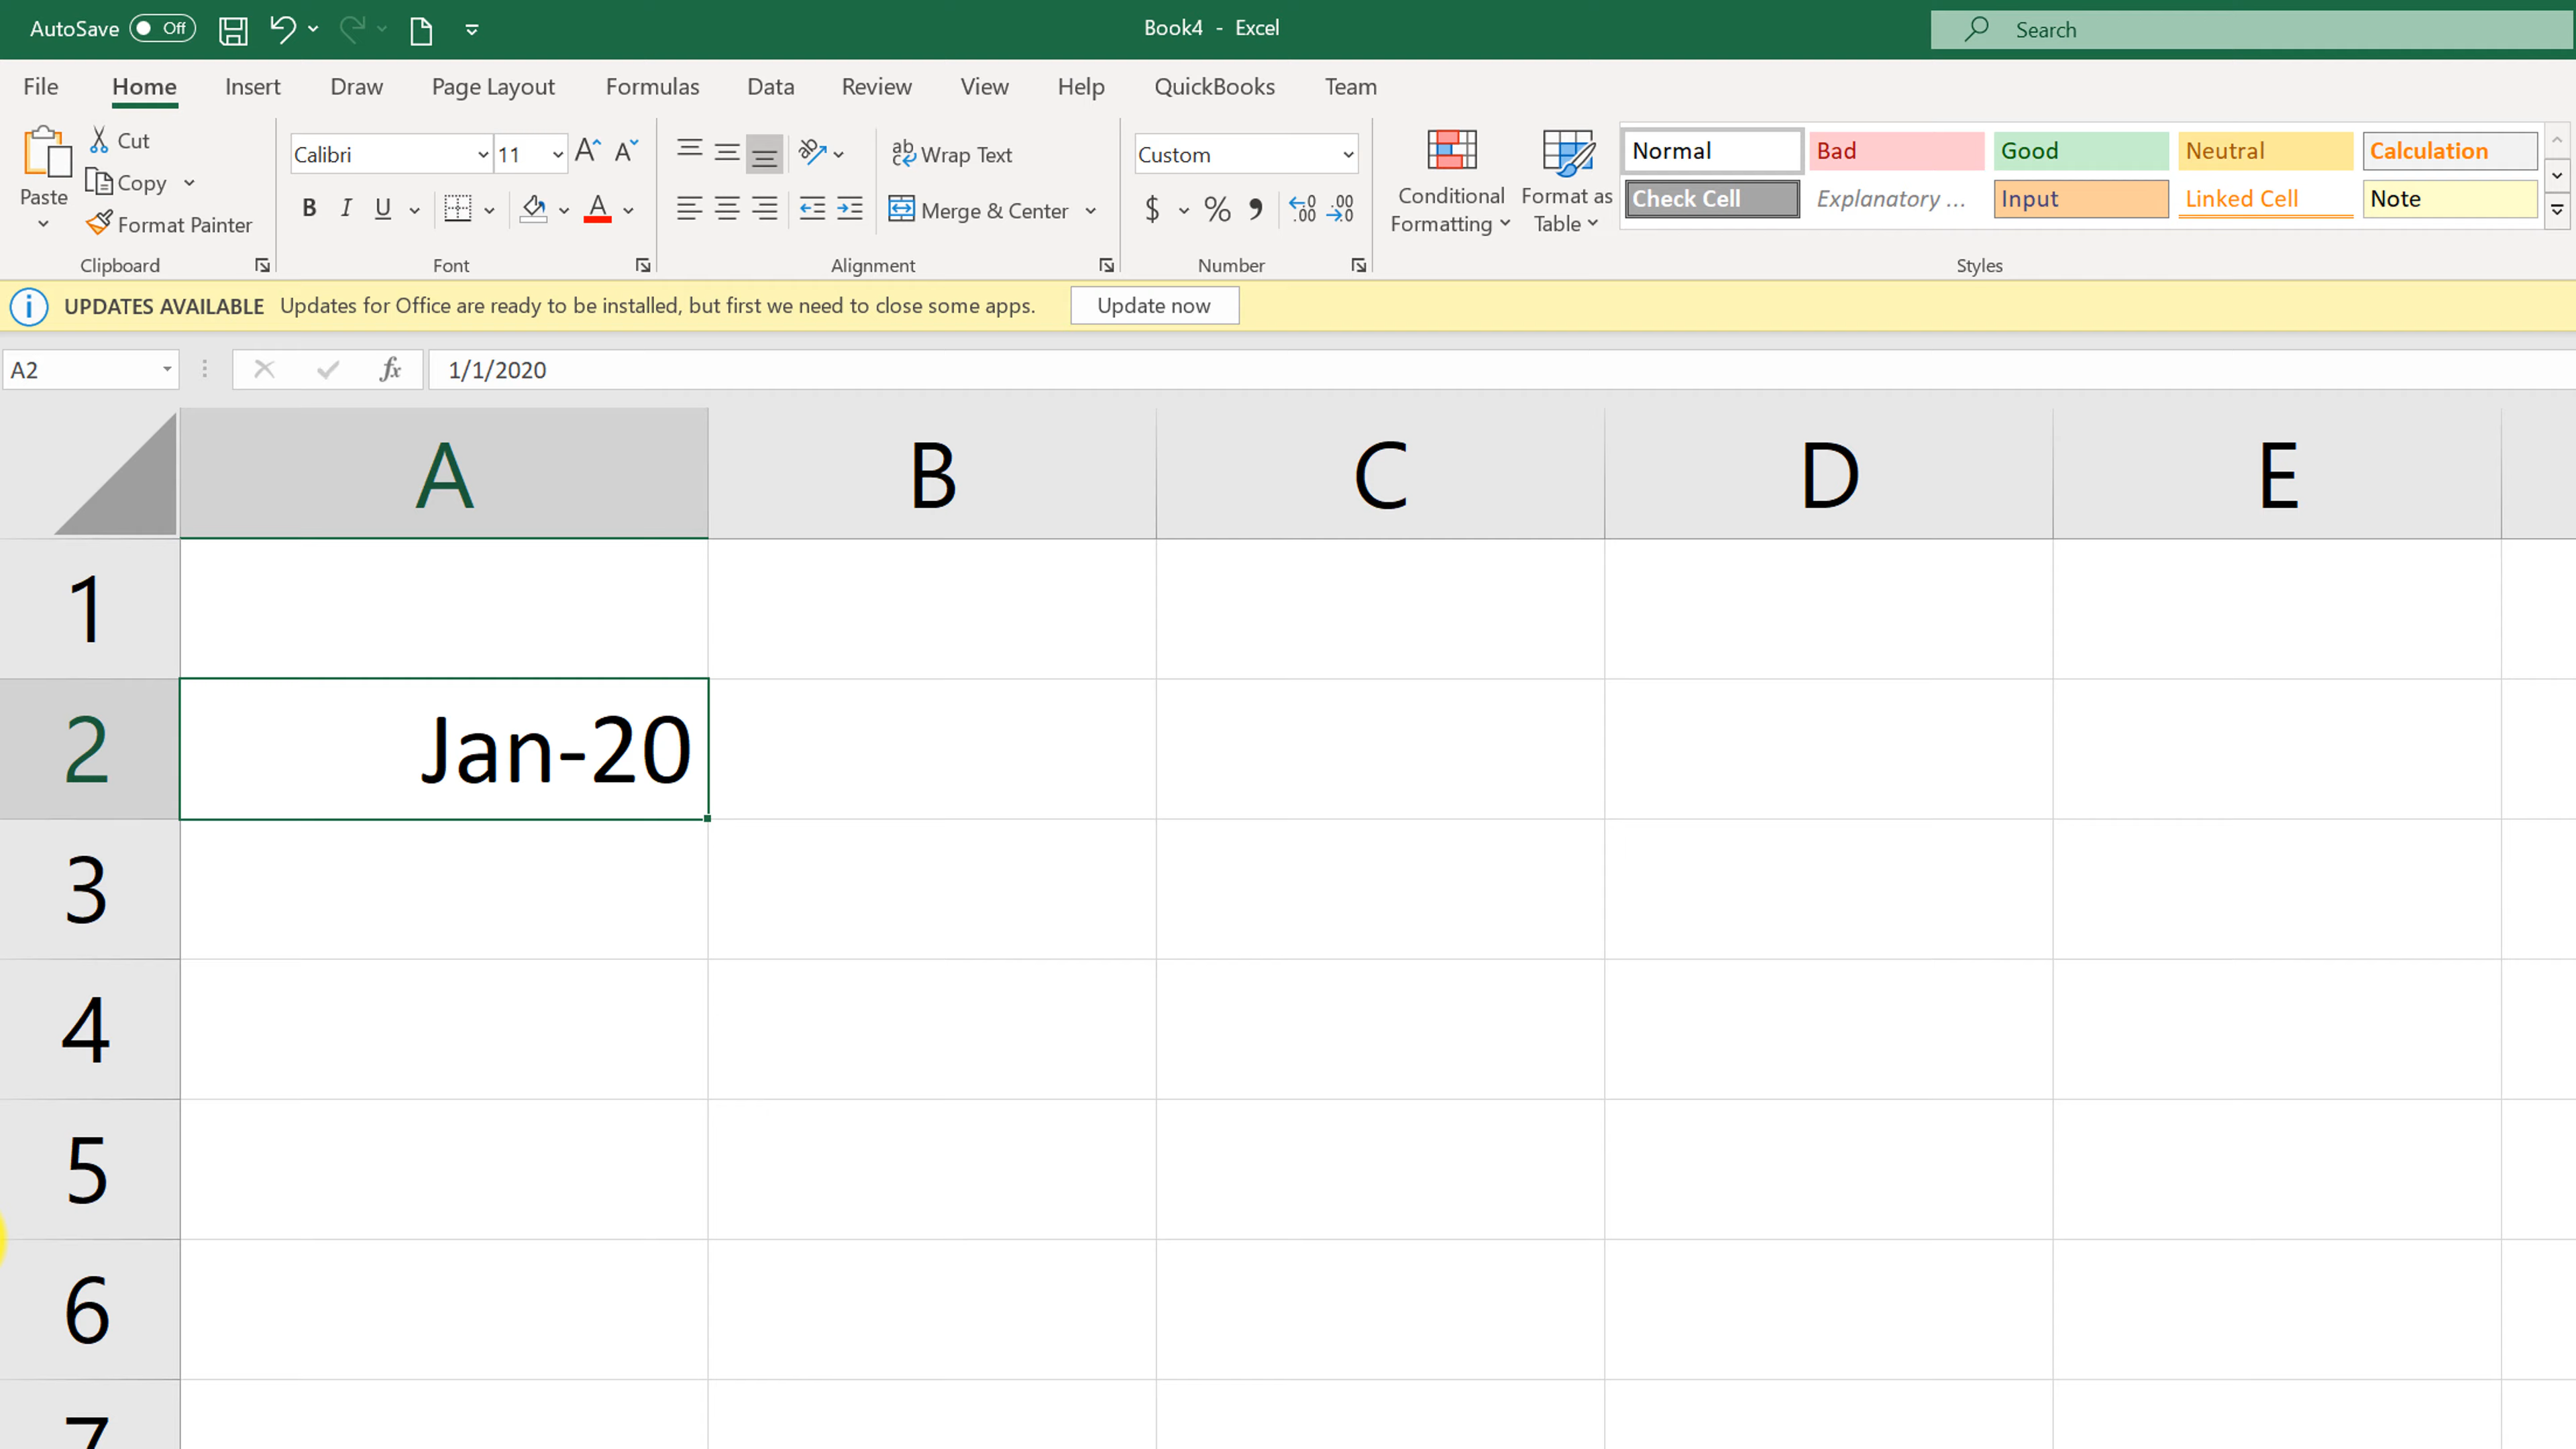 AutoSave Off Book4 - Excel Search
File Home Insert Draw Page Layout Formulas Data Review View Help QuickBooks Team
Paste
Cut
Copy
Format Painter
Clipboard
Calibri 11
B I U A
Font
Wrap Text
Merge & Center
Alignment
Custom
$ % ,
Number
Conditional Formatting
Format as Table
Normal Bad Good Neutral Calculation
Check Cell Explanatory ... Input Linked Cell Note
Styles
UPDATES AVAILABLE Updates for Office are ready to be installed, but first we need to close some apps. Update now
A2 fx 1/1/2020
A B C D E
1
2 Jan-20
3
4
5
6
7